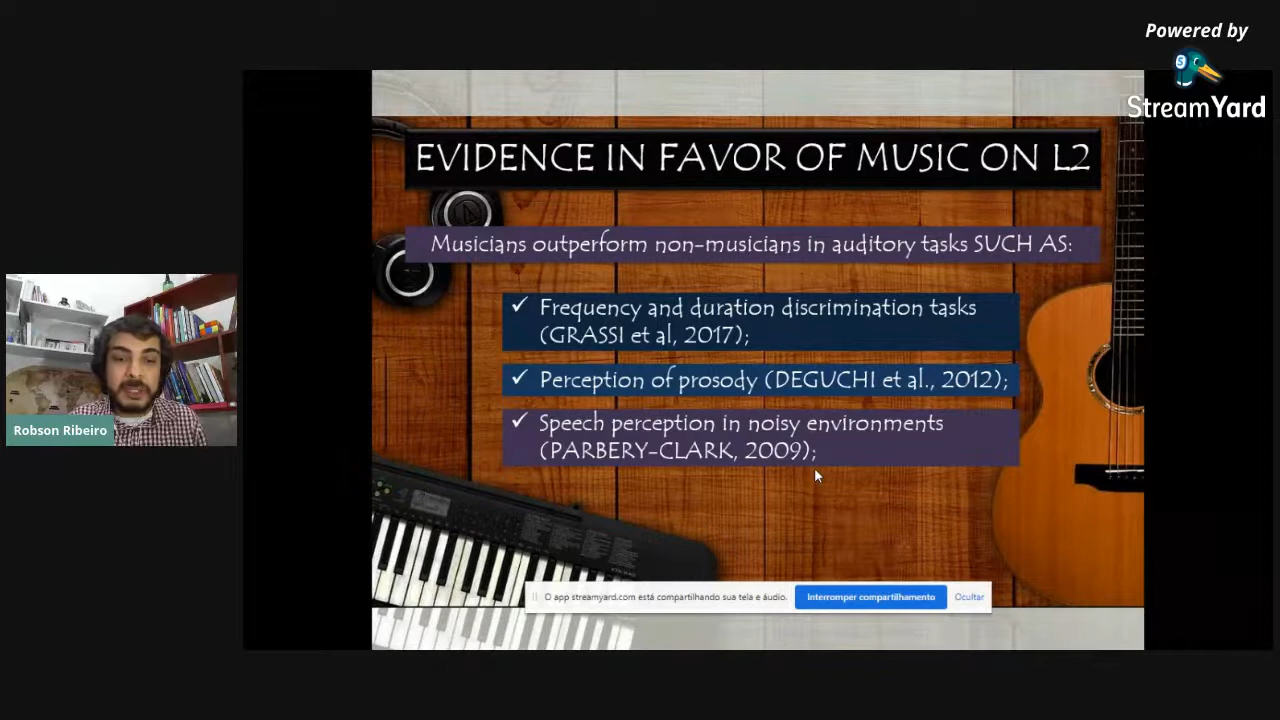 Powered by
StreamYard
EVIDENCE IN FAVOR OF MUSIC ON L2
Musicians outperform non-musicians in auditory tasks SUCH AS:
✓ Frequency and duration discrimination tasks
(GRASSI et al, 2017);
✓ Perception of prosody (DEGUCHI et al., 2012);
✓ Speech perception in noisy environments
(PARBERY-CLARK, 2009);
Robson Ribeiro
O app streamyard.com está compartilhando sua tela e áudio.
Interromper compartilhamento
Ocultar